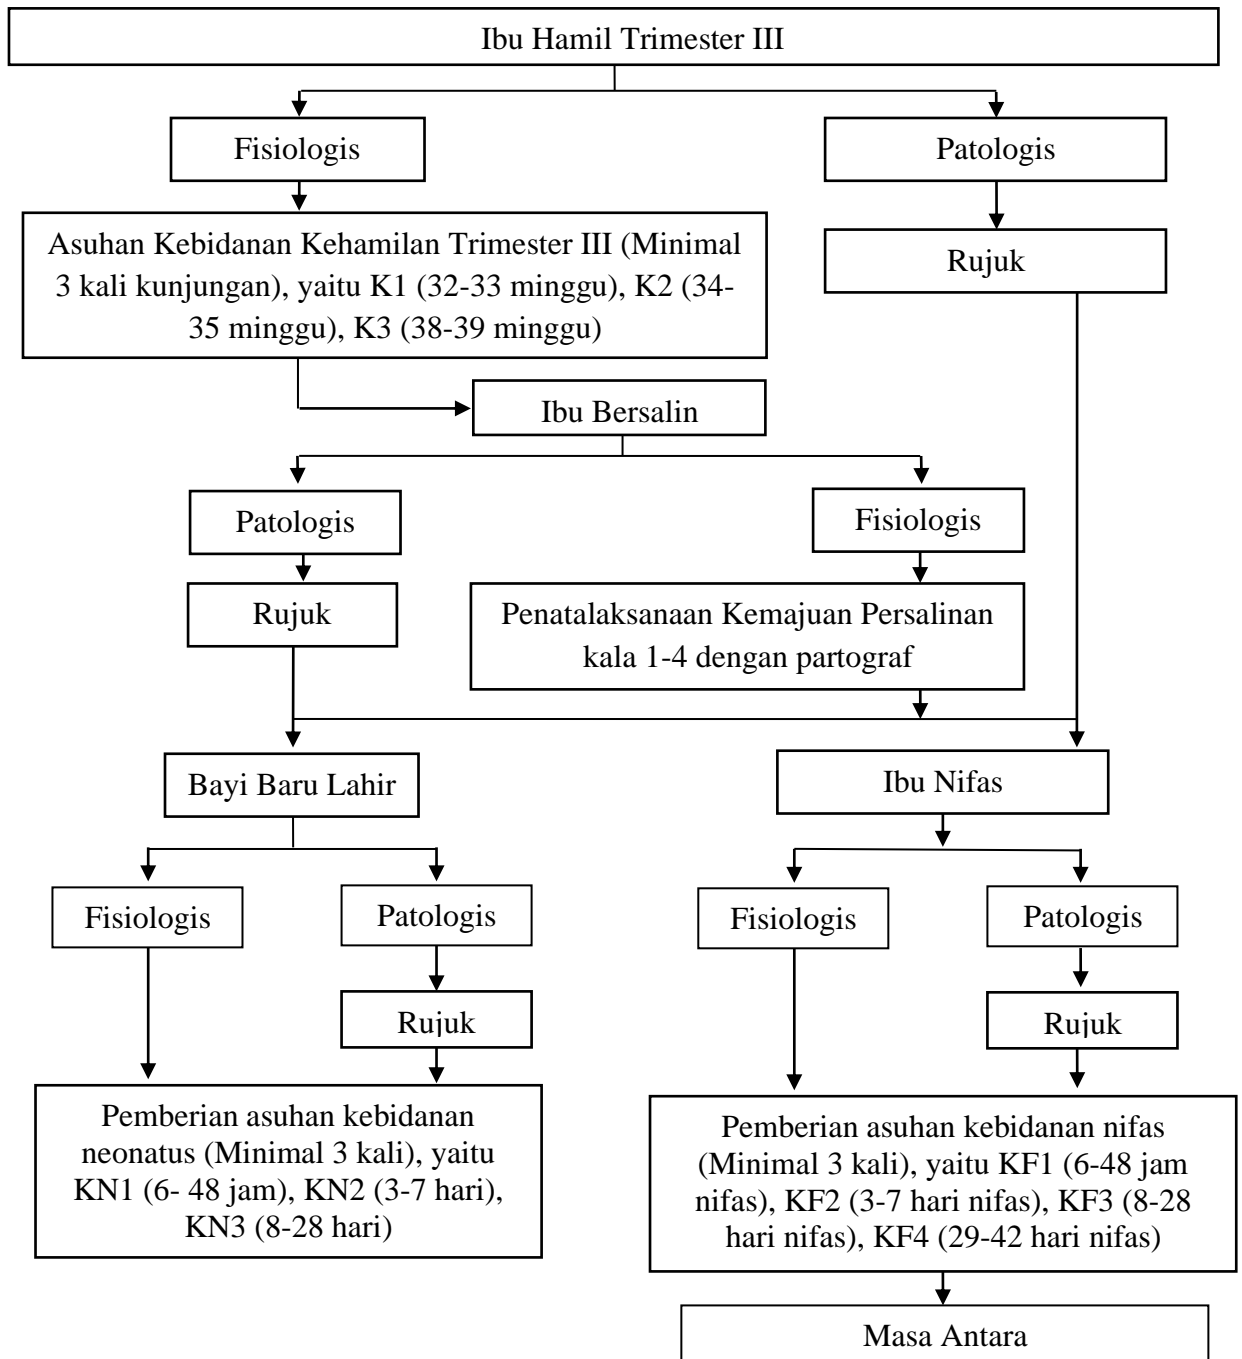 Ibu Hamil Trimester III
Fisiologis
Patologis
Asuhan Kebidanan Kehamilan Trimester III (Minimal
3 kali kunjungan), yaitu K1 (32-33 minggu), K2 (34-
35 minggu), K3 (38-39 minggu)
Rujuk
Ibu Bersalin
Patologis
Fisiologis
Rujuk
Penatalaksanaan Kemajuan Persalinan
kala 1-4 dengan partograf
Bayi Baru Lahir
Ibu Nifas
Fisiologis
Patologis
Fisiologis
Patologis
Rujuk
Rujuk
Pemberian asuhan kebidanan
neonatus (Minimal 3 kali), yaitu
KN1 (6- 48 jam), KN2 (3-7 hari),
KN3 (8-28 hari)
Pemberian asuhan kebidanan nifas
(Minimal 3 kali), yaitu KF1 (6-48 jam
nifas), KF2 (3-7 hari nifas), KF3 (8-28
hari nifas), KF4 (29-42 hari nifas)
Masa Antara